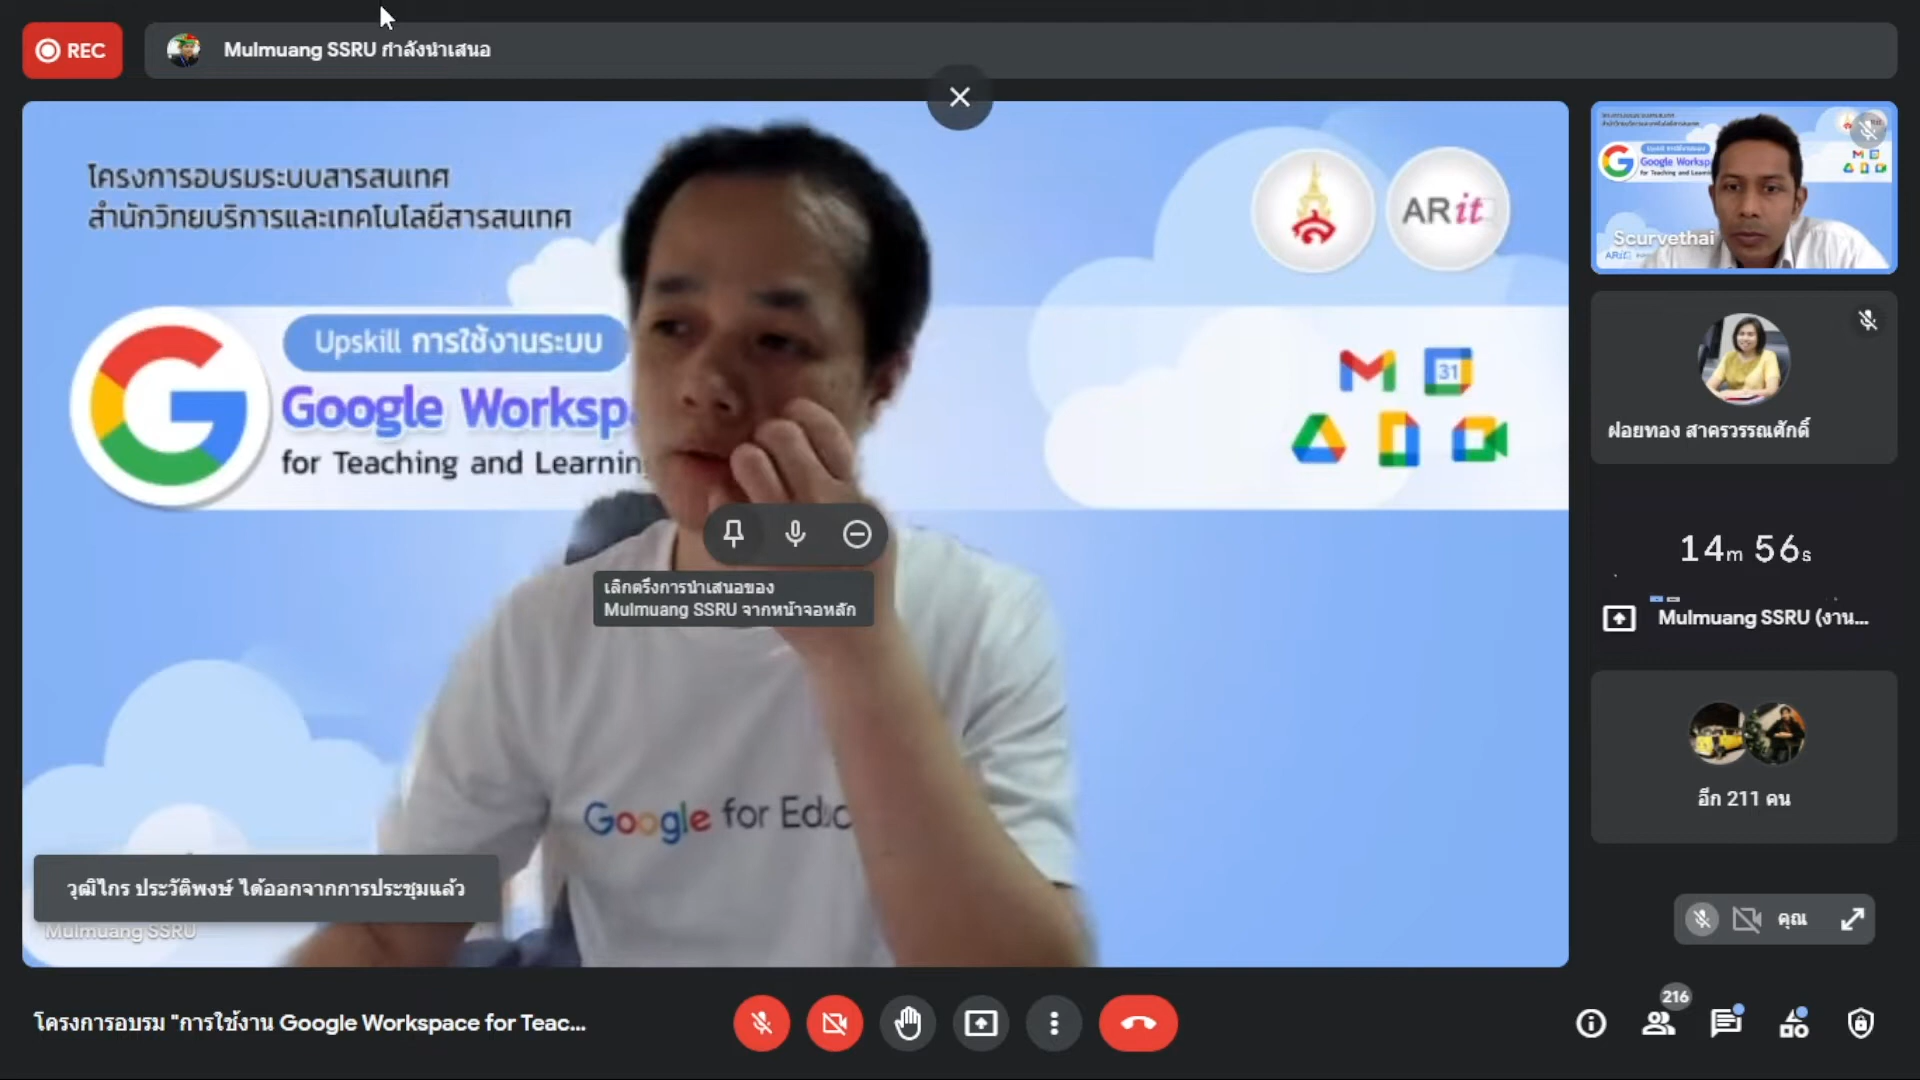 REC
Mulmuang SSRU กำลังนำเสนอ
โครงการอบรมระบบสารสนเทศ
สำนักวิทยบริการและเทคโนโลยีสารสนเทศ
ARit
Upskill การใช้งานระบบ
Google Worksp
for Teaching and Learnin
31
เลิกตรึงการนำเสนอของ
Mulmuang SSRU จากหน้าจอหลัก
Google for Educ
วุฒิไกร ประวัติพงษ์ ได้ออกจากการประชุมแล้ว
Mulmuang SSRU
Google Worksp
for Teaching and Learn
Scurvethai
ARit
ฝอยทอง สาครวรรณศักดิ์
14m 56s
Mulmuang SSRU (งาน...
อีก 211 คน
คุณ
โครงการอบรม "การใช้งาน Google Workspace for Teac...
216